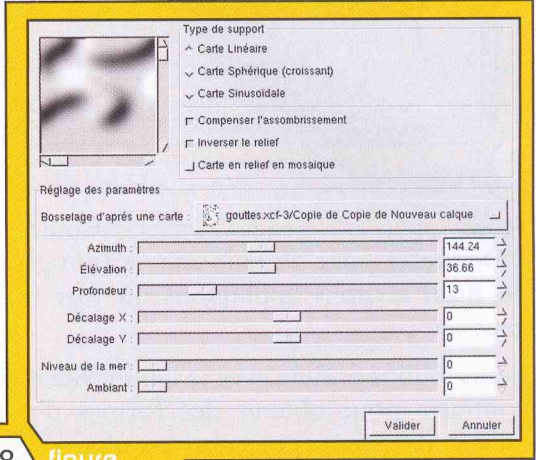 Type de support
Carte Linéaire
Carte Sphérique (croissant)
Carte Sinusoïdale
Compenser l'assombrissement
Inverser le relief
Carte en relief en mosaique
Réglage des paramètres
Bosselage d'après une carte : gouttes.xcf-3/Copie de Copie de Nouveau calque
Azimuth : 144.24
Élévation : 36.66
Profondeur : 13
Décalage X : 0
Décalage Y : 0
Niveau de la mer : 0
Ambiant : 0
Valider Annuler
8 figure